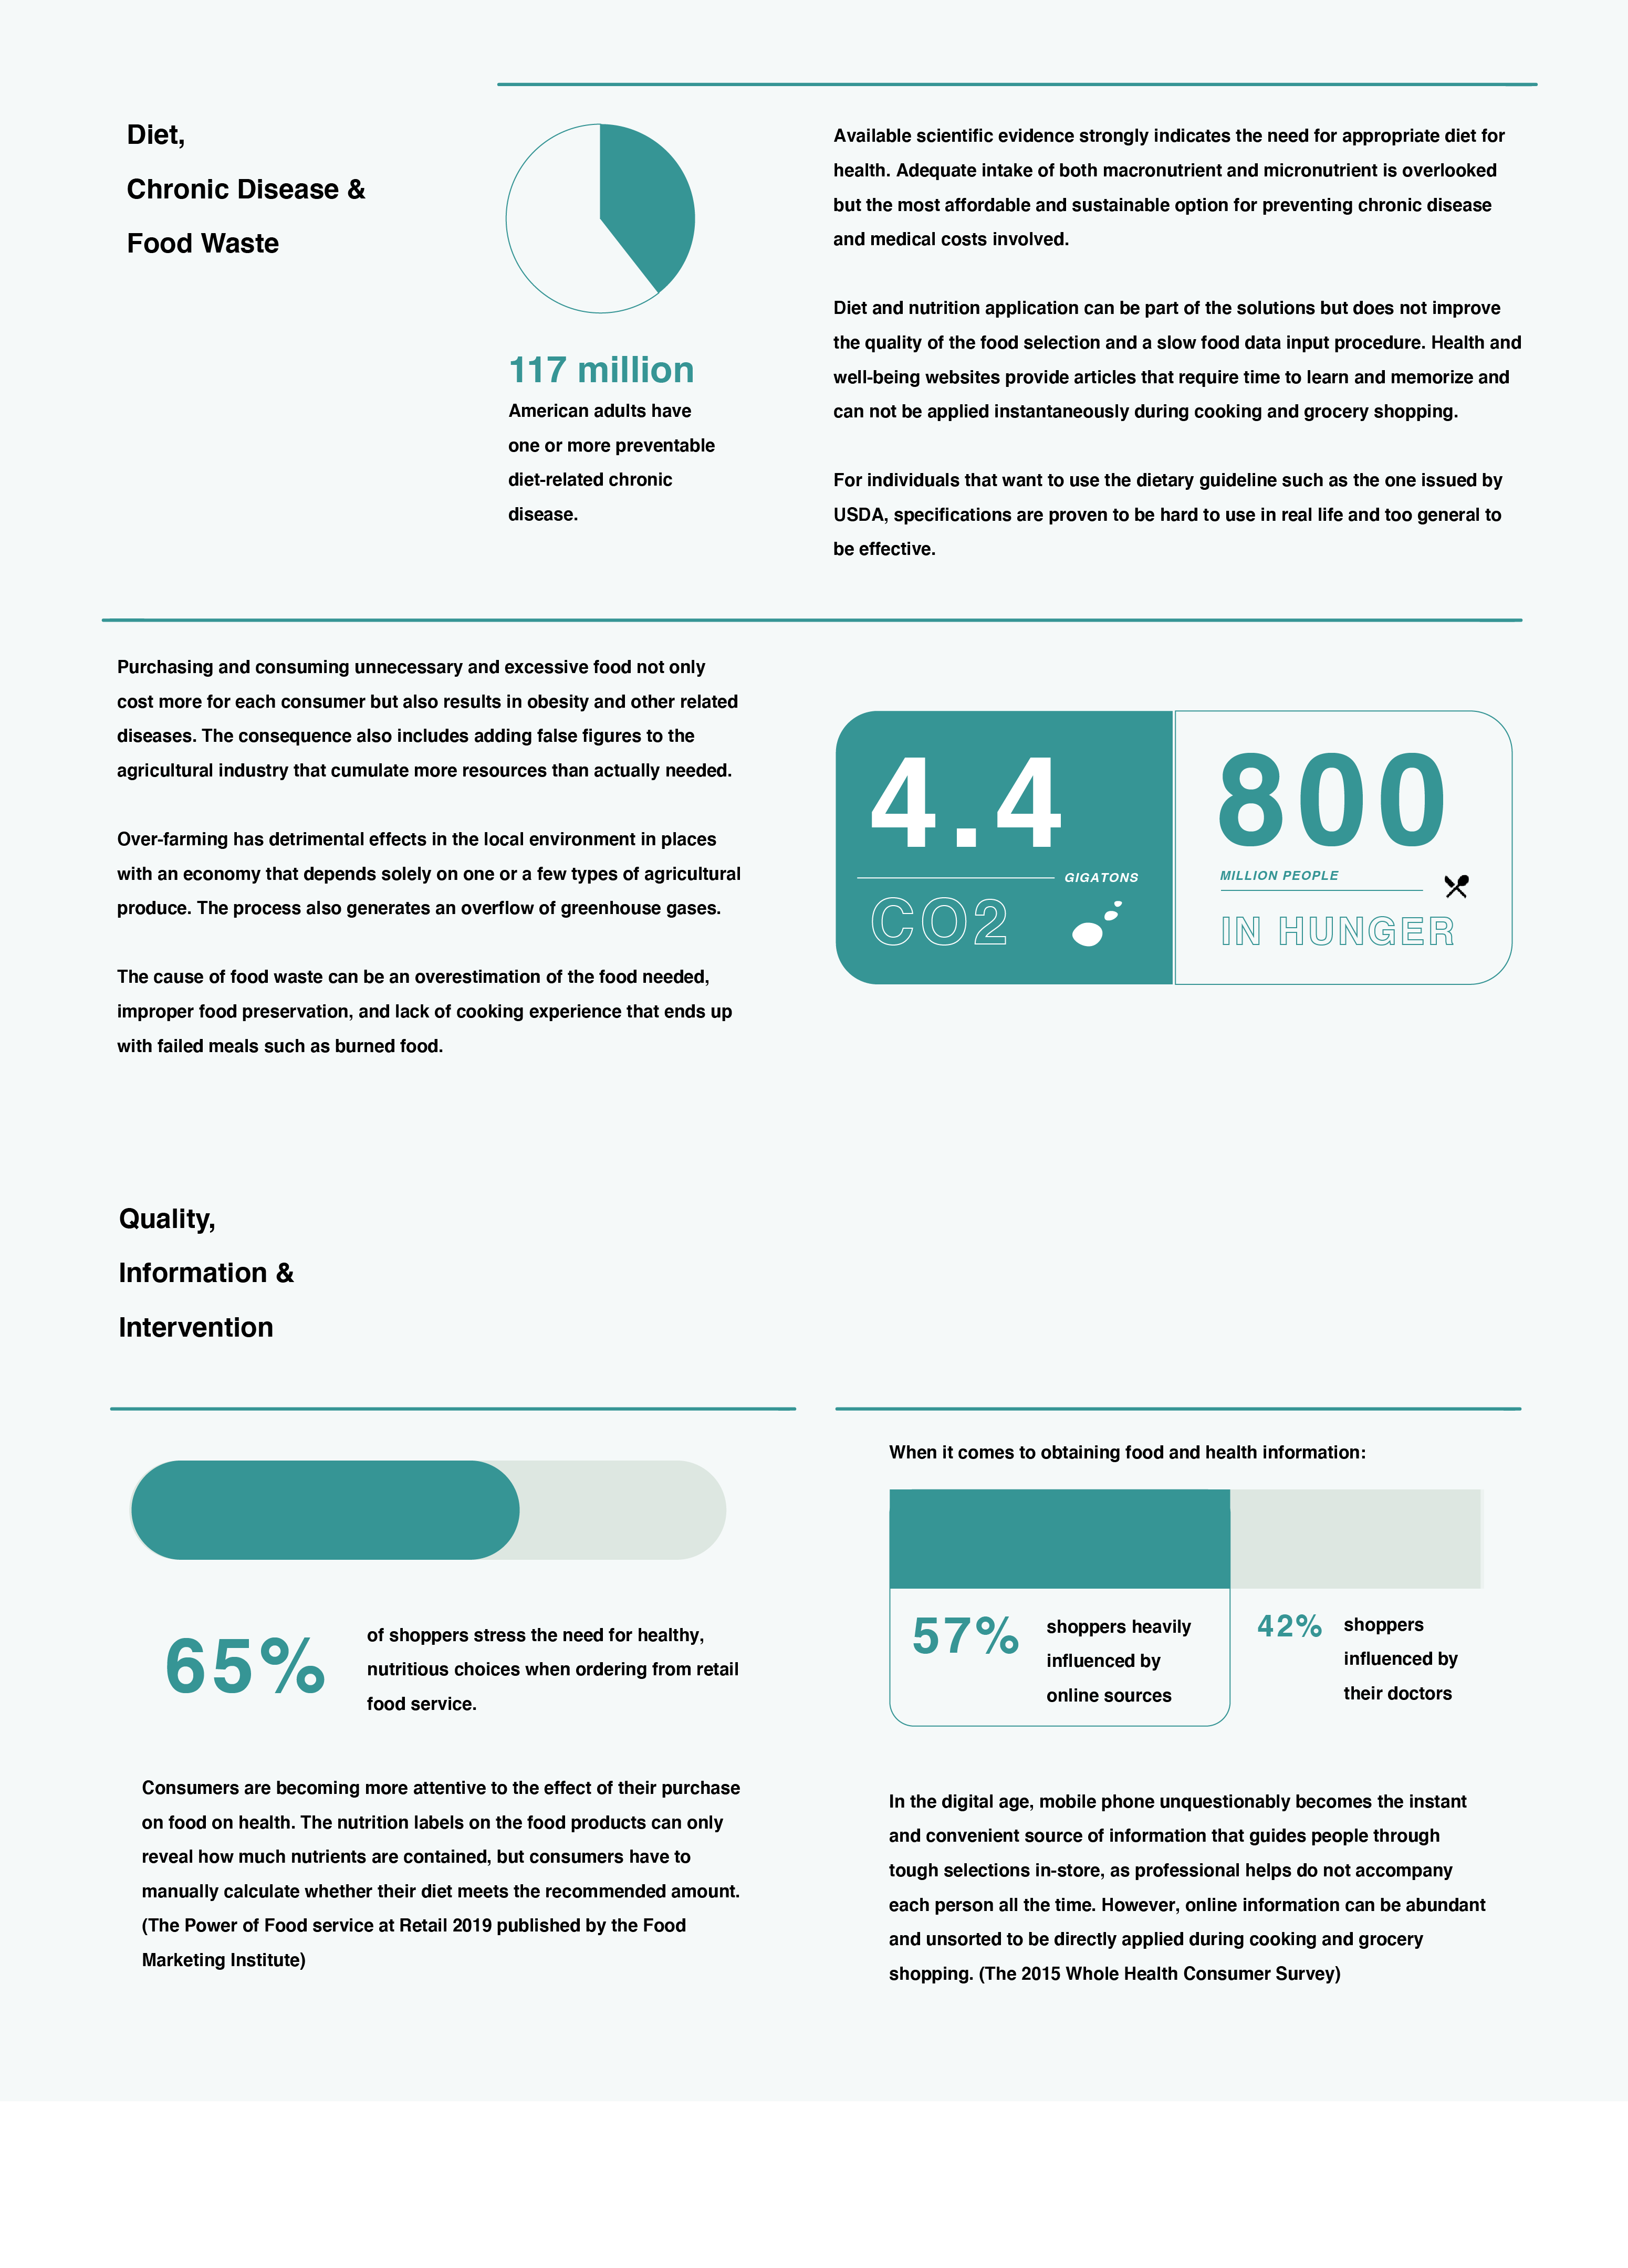 Diet,
Chronic Disease &
Food Waste
117 million
American adults have
one or more preventable
diet-related chronic
disease.
Available scientific evidence strongly indicates the need for appropriate diet for
health. Adequate intake of both macronutrient and micronutrient is overlooked
but the most affordable and sustainable option for preventing chronic disease
and medical costs involved.
Diet and nutrition application can be part of the solutions but does not improve
the quality of the food selection and a slow food data input procedure. Health and
well-being websites provide articles that require time to learn and memorize and
can not be applied instantaneously during cooking and grocery shopping.
For individuals that want to use the dietary guideline such as the one issued by
USDA, specifications are proven to be hard to use in real life and too general to
be effective.
Purchasing and consuming unnecessary and excessive food not only
cost more for each consumer but also results in obesity and other related
diseases. The consequence also includes adding false figures to the
agricultural industry that cumulate more resources than actually needed.
Over-farming has detrimental effects in the local environment in places
with an economy that depends solely on one or a few types of agricultural
produce. The process also generates an overflow of greenhouse gases.
The cause of food waste can be an overestimation of the food needed,
improper food preservation, and lack of cooking experience that ends up
with failed meals such as burned food.
4.4
GIGATONS
CO2
800
MILLION PEOPLE
IN HUNGER
Quality,
Information &
Intervention
65%
of shoppers stress the need for healthy,
nutritious choices when ordering from retail
food service.
Consumers are becoming more attentive to the effect of their purchase
on food on health. The nutrition labels on the food products can only
reveal how much nutrients are contained, but consumers have to
manually calculate whether their diet meets the recommended amount.
(The Power of Food service at Retail 2019 published by the Food
Marketing Institute)
When it comes to obtaining food and health information:
57%
shoppers heavily
influenced by
online sources
42%
shoppers
influenced by
their doctors
In the digital age, mobile phone unquestionably becomes the instant
and convenient source of information that guides people through
tough selections in-store, as professional helps do not accompany
each person all the time. However, online information can be abundant
and unsorted to be directly applied during cooking and grocery
shopping. (The 2015 Whole Health Consumer Survey)